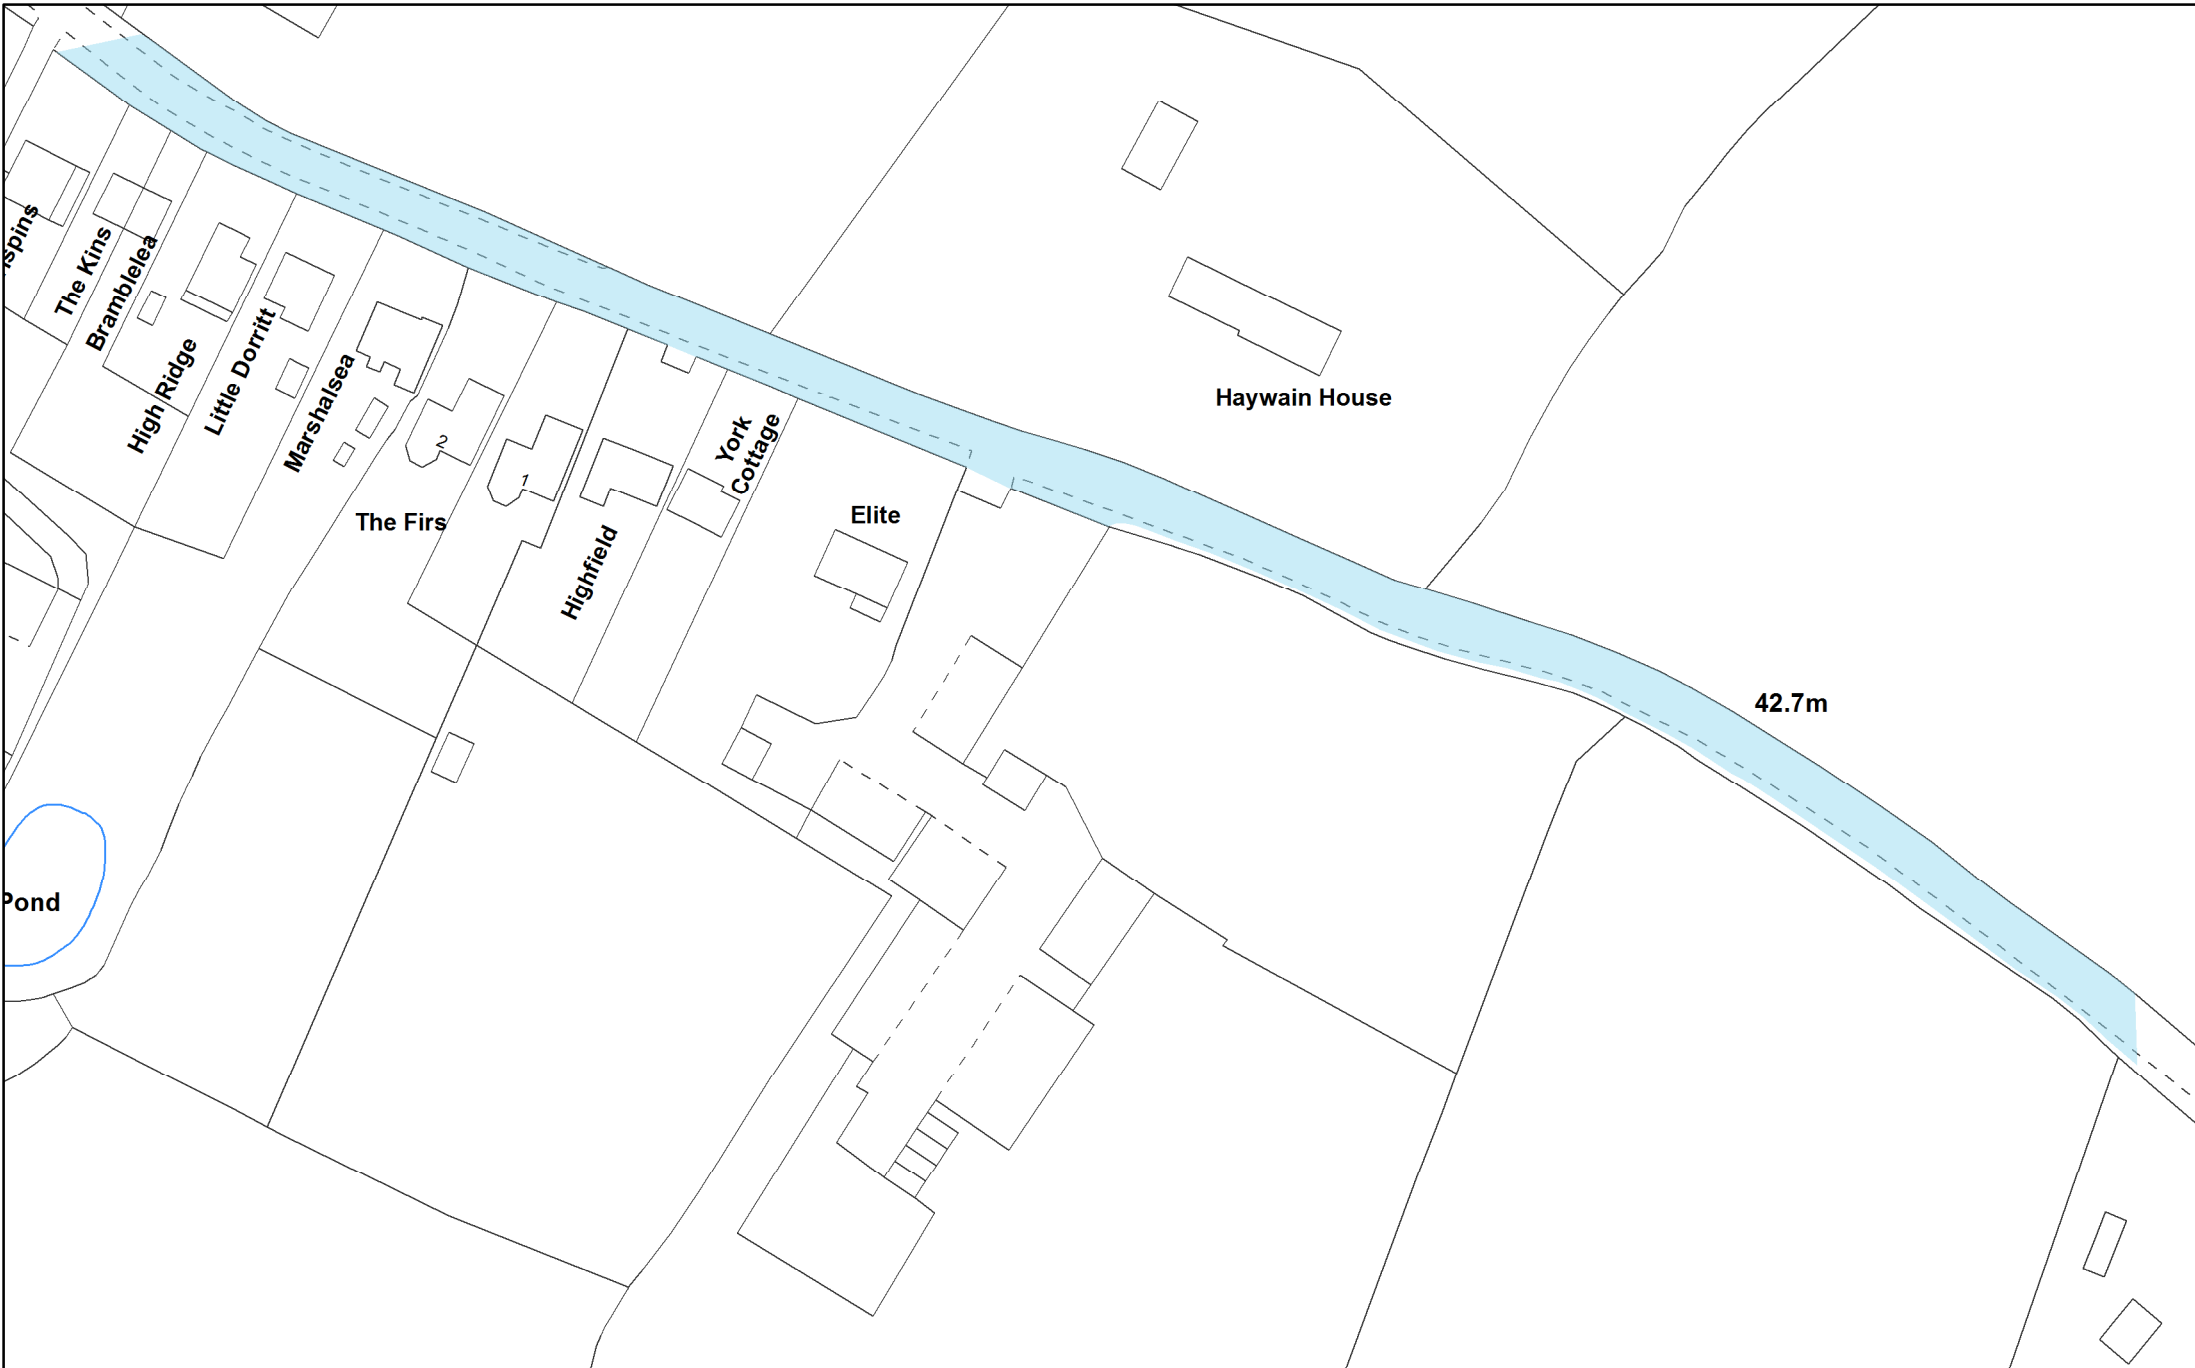 The Kins
Bramblelea
High Ridge
Little Dorritt
Marshalsea
2
1
The Firs
Highfield
York
Cottage
Elite
Haywain House
42.7m
Pond